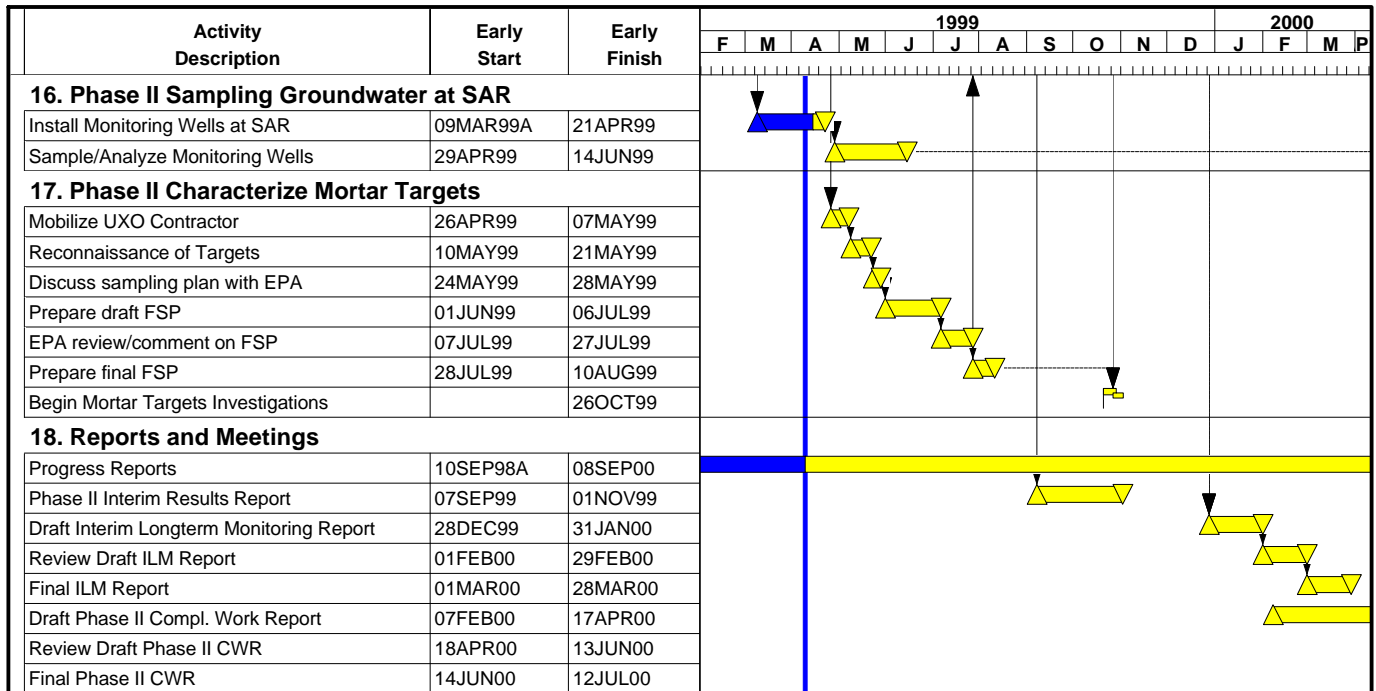 Activity Description Early Start Early Finish 1999 2000
F M A M J J A S O N D J F M P
16. Phase II Sampling Groundwater at SAR
Install Monitoring Wells at SAR 09MAR99A 21APR99
Sample/Analyze Monitoring Wells 29APR99 14JUN99
17. Phase II Characterize Mortar Targets
Mobilize UXO Contractor 26APR99 07MAY99
Reconnaissance of Targets 10MAY99 21MAY99
Discuss sampling plan with EPA 24MAY99 28MAY99
Prepare draft FSP 01JUN99 06JUL99
EPA review/comment on FSP 07JUL99 27JUL99
Prepare final FSP 28JUL99 10AUG99
Begin Mortar Targets Investigations 26OCT99
18. Reports and Meetings
Progress Reports 10SEP98A 08SEP00
Phase II Interim Results Report 07SEP99 01NOV99
Draft Interim Longterm Monitoring Report 28DEC99 31JAN00
Review Draft ILM Report 01FEB00 29FEB00
Final ILM Report 01MAR00 28MAR00
Draft Phase II Compl. Work Report 07FEB00 17APR00
Review Draft Phase II CWR 18APR00 13JUN00
Final Phase II CWR 14JUN00 12JUL00